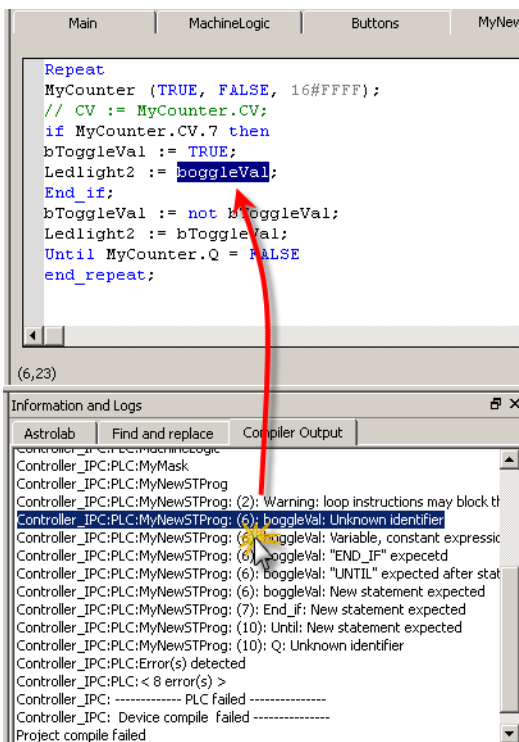 Main MachineLogic Buttons MyNew
Repeat
MyCounter (TRUE, FALSE, 16#FFFF);
// CV := MyCounter.CV;
if MyCounter.CV.7 then
bToggleVal := TRUE;
Ledlight2 := boggleVal;
End_if;
bToggleVal := not bToggleVal;
Ledlight2 := bToggleVal;
Until MyCounter.Q = FALSE
end_repeat;
(6,23)
Information and Logs
Astrolab Find and replace Compiler Output
Controller_IPC:PLC:MachineLogic
Controller_IPC:PLC:MyMask
Controller_IPC:PLC:MyNewSTProg
Controller_IPC:PLC:MyNewSTProg: (2): Warning: loop instructions may block th
Controller_IPC:PLC:MyNewSTProg: (6): boggleVal: Unknown identifier
Controller_IPC:PLC:MyNewSTProg: (6): boggleVal: Variable, constant expressio
Controller_IPC:PLC:MyNewSTProg: (6): boggleVal: "END_IF" expecetd
Controller_IPC:PLC:MyNewSTProg: (6): boggleVal: "UNTIL" expected after stat
Controller_IPC:PLC:MyNewSTProg: (6): boggleVal: New statement expected
Controller_IPC:PLC:MyNewSTProg: (7): End_if: New statement expected
Controller_IPC:PLC:MyNewSTProg: (10): Until: New statement expected
Controller_IPC:PLC:MyNewSTProg: (10): Q: Unknown identifier
Controller_IPC:PLC:Error(s) detected
Controller_IPC:PLC: < 8 error(s) >
Controller_IPC: ------------- PLC failed ---------------
Controller_IPC: Device compile failed ---------------
Project compile failed